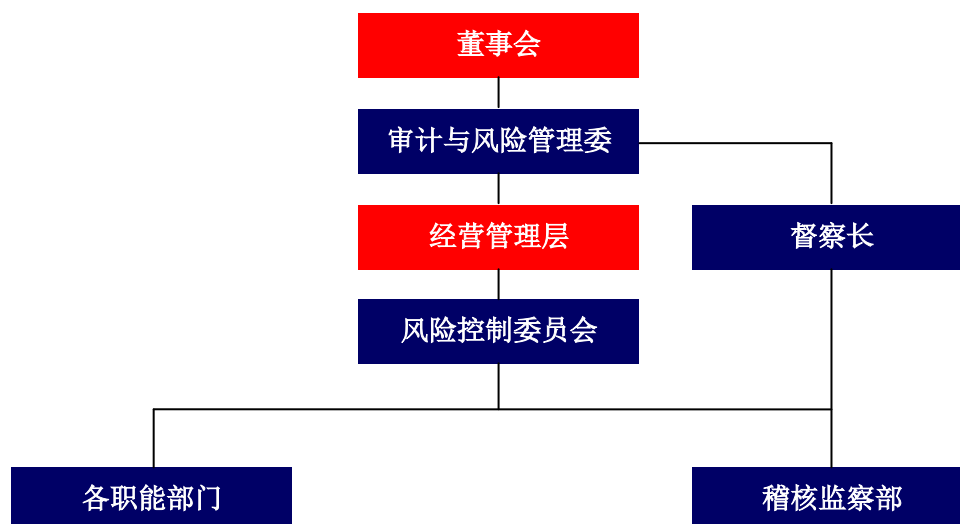 董事会
审计与风险管理委
经营管理层
督察长
风险控制委员会
各职能部门
稽核监察部